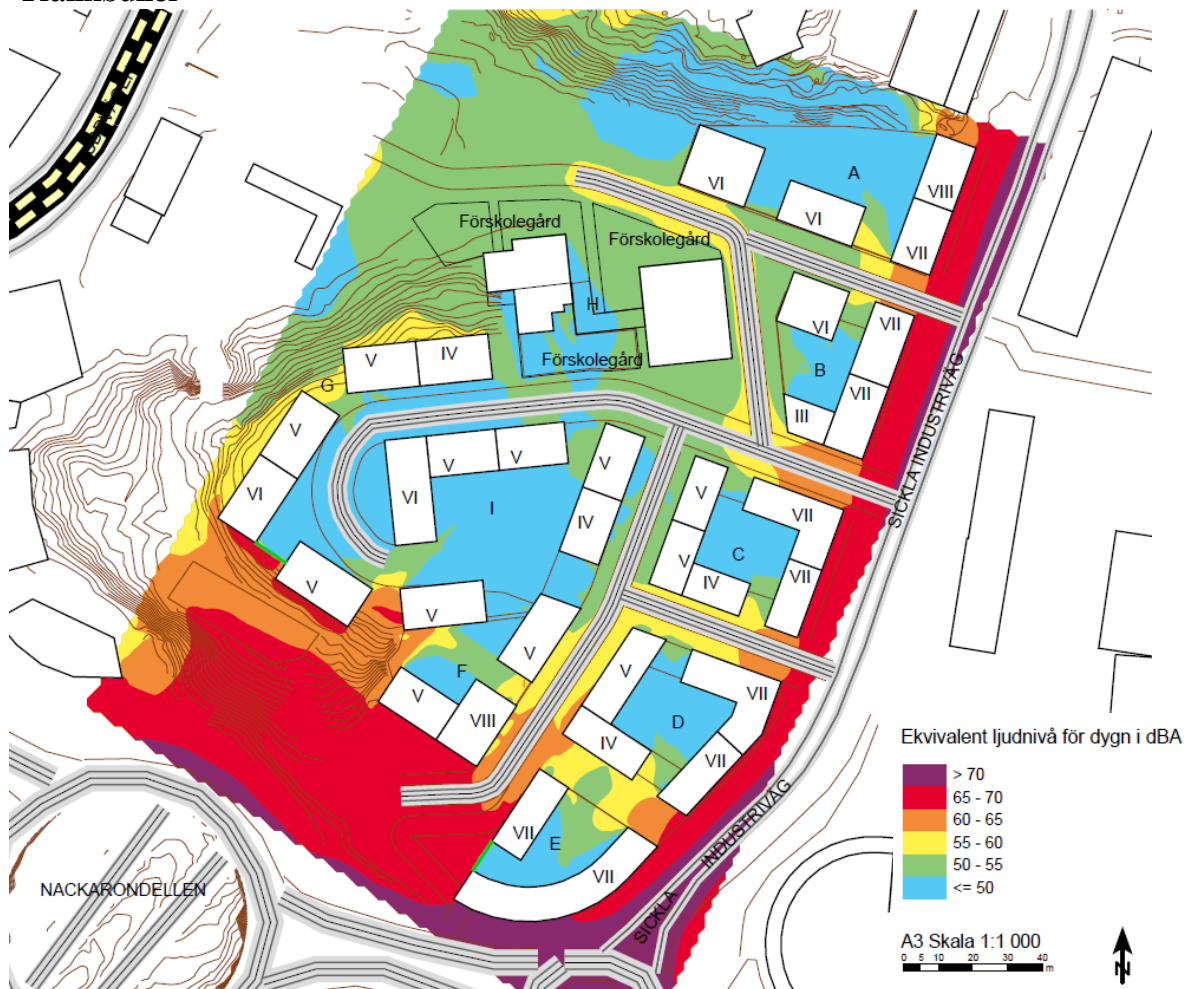 A
VI
VIII
VI
Förskolegård
Förskolegård
VII
H
VI
VII
Förskolegård
V
IV
B
G
VII
III
SICKLA INDUSTRIVÄG
V
V
V
V
V
VI
VI
I
VII
IV
C
V
VII
IV
V
V
V
V
F
V
VII
VIII
D
IV
VII
VII
E
VII
SICKLA
INDUSTRIVÄG
NACKARONDELLEN
Ekvivalent ljudnivå för dygn i dBA
> 70
65 - 70
60 - 65
55 - 60
50 - 55
<= 50
A3 Skala 1:1 000
0 5 10 20 30 40
m
N